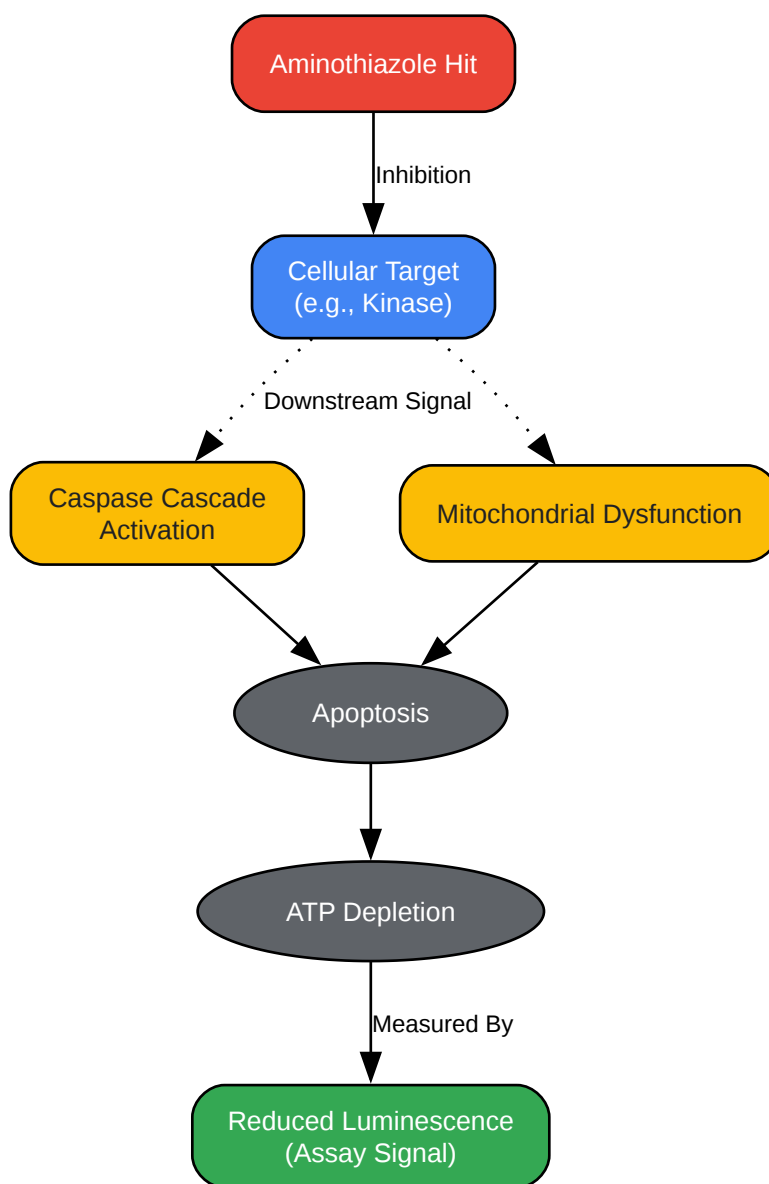 Aminothiazole Hit
Inhibition
Cellular Target
(e.g., Kinase)
Downstream Signal
Caspase Cascade
Activation
Mitochondrial Dysfunction
Apoptosis
ATP Depletion
Measured By
Reduced Luminescence
(Assay Signal)